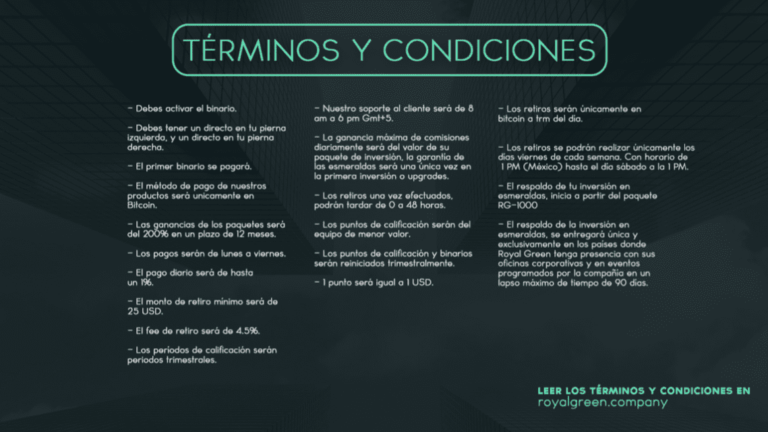 TÉRMINOS Y CONDICIONES
- Debes activar el binario.
- Debes tener un directo en tu pierna
izquierda, y un directo en tu pierna
derecha.
- El primer binario se pagará.
- El método de pago de nuestros
productos será unicamente en
Bitcoin.
- Las ganancias de los paquetes será
del 200% en un plazo de 12 meses.
- Los pagos serán de lunes a viernes.
- El pago diario será de hasta
un 1%.
- El monto de retiro mínimo será de
25 USD.
- El fee de retiro será de 4.5%.
- Los períodos de calificación serán
periodos trimestrales.
- Nuestro soporte al cliente será de 8
am a 6 pm Gmt+5.
- La ganancia máxima de comisiones
diariamente será del valor de su
paquete de inversión, la garantía de
las esmeraldas será una única vez en
la primera inversión o upgrades.
- Los retiros una vez efectuados,
podrán tardar de 0 a 48 horas.
- Los puntos de calificación serán del
equipo de menor valor.
- Los puntos de calificación y binarios
serán reiniciados trimestralmente.
- 1 punto será igual a 1 USD.
- Los retiros serán únicamente en
bitcoin a trm del día.
- Los retiros se podrán realizar únicamente los
días viernes de cada semana. Con horario de
1 PM (México) hasta el día sábado a la 1 PM.
- El respaldo de tu inversión en
esmeraldas, inicia a partir del paquete
RG-1000
- El respaldo de la inversión en
esmeraldas, se entregará única y
exclusivamente en los países donde
Royal Green tenga presencia con sus
oficinas corporativas y en eventos
programados por la compañía en un
lapso máximo de tiempo de 90 días.
LEER LOS TÉRMINOS Y CONDICIONES EN
royalgreen.company